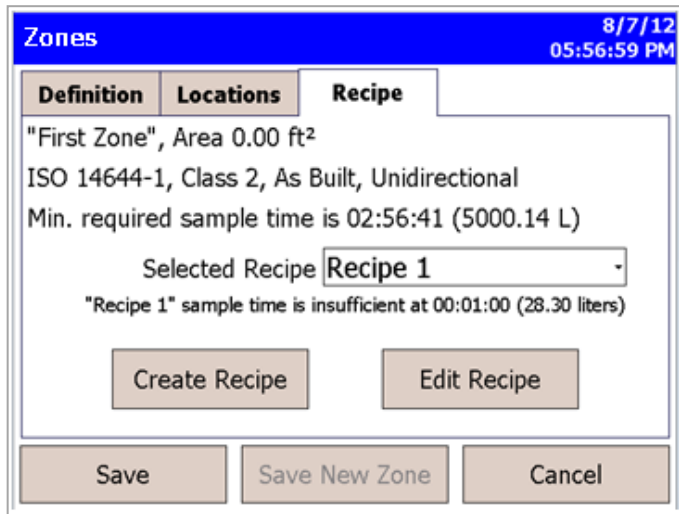 Zones
8/7/12
05:56:59 PM
Definition Locations Recipe
"First Zone", Area 0.00 ft²
ISO 14644-1, Class 2, As Built, Unidirectional
Min. required sample time is 02:56:41 (5000.14 L)
Selected Recipe Recipe 1
"Recipe 1" sample time is insufficient at 00:01:00 (28.30 liters)
Create Recipe Edit Recipe
Save Save New Zone Cancel